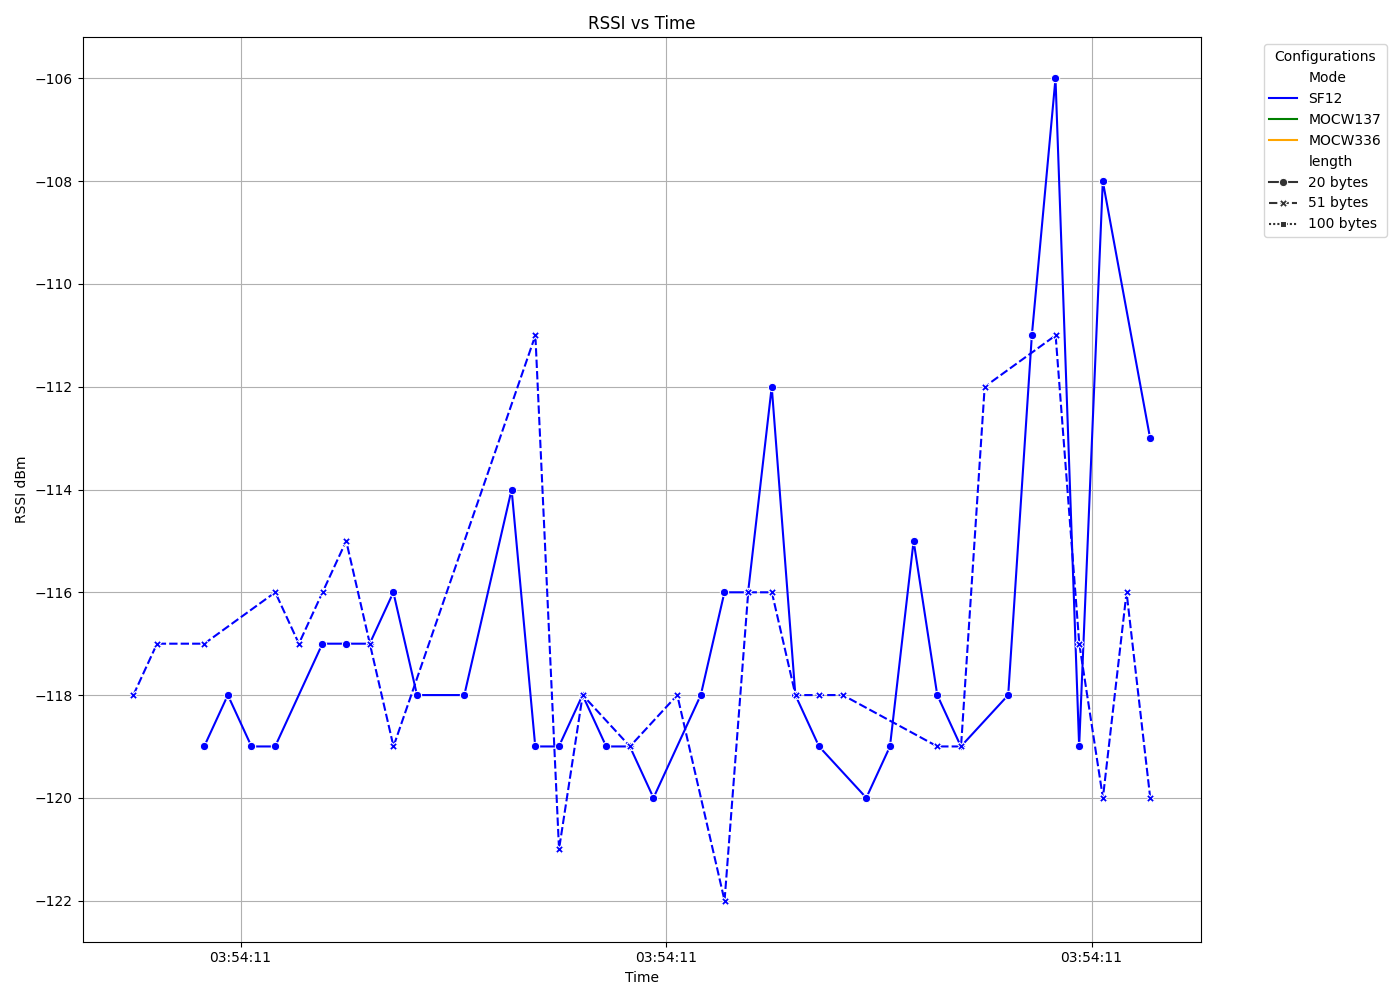 RSSI vs Time
RSSI dBm
−106
−108
−110
−112
−114
−116
−118
−120
−122
03:54:11
03:54:11
03:54:11
Time
Configurations
Mode
SF12
MOCW137
MOCW336
length
20 bytes
51 bytes
100 bytes